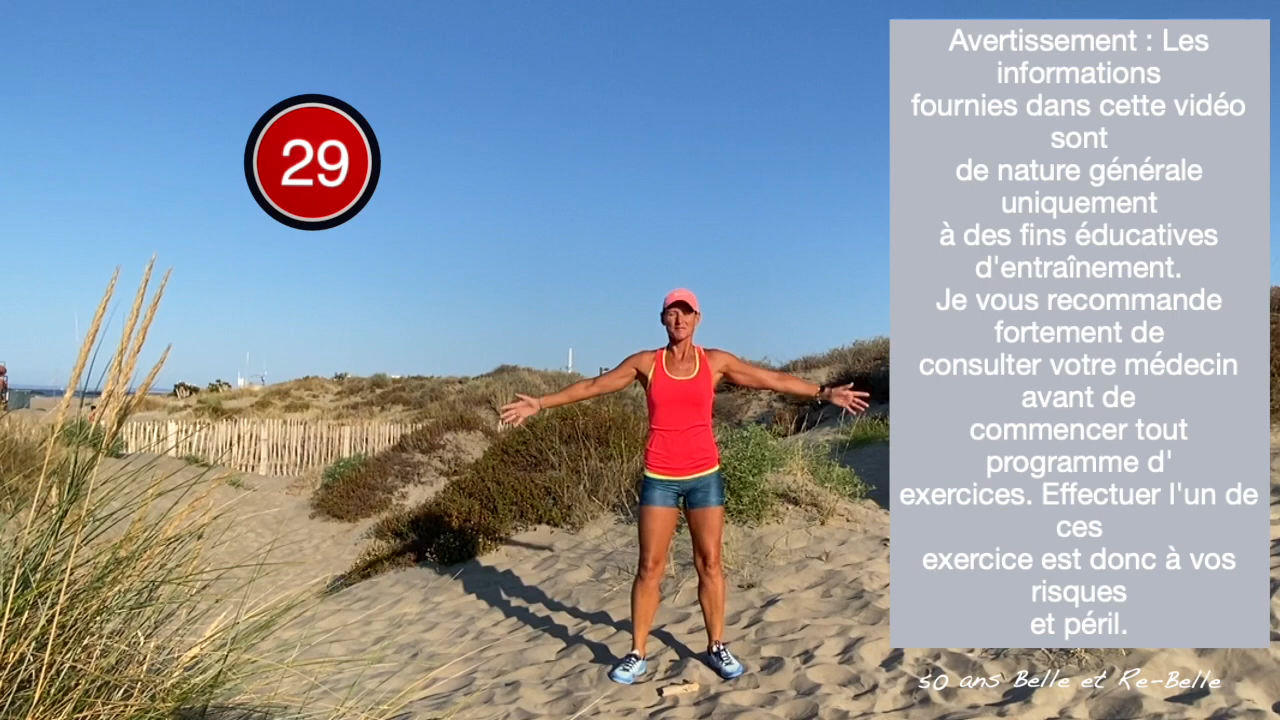 29
Avertissement : Les
informations
fournies dans cette vidéo
sont
de nature générale
uniquement
à des fins éducatives
d'entraînement.
Je vous recommande
fortement de
consulter votre médecin
avant de
commencer tout
programme d'
exercices. Effectuer l'un de
ces
exercice est donc à vos
risques
et péril.
50 ans Belle et Re-Belle